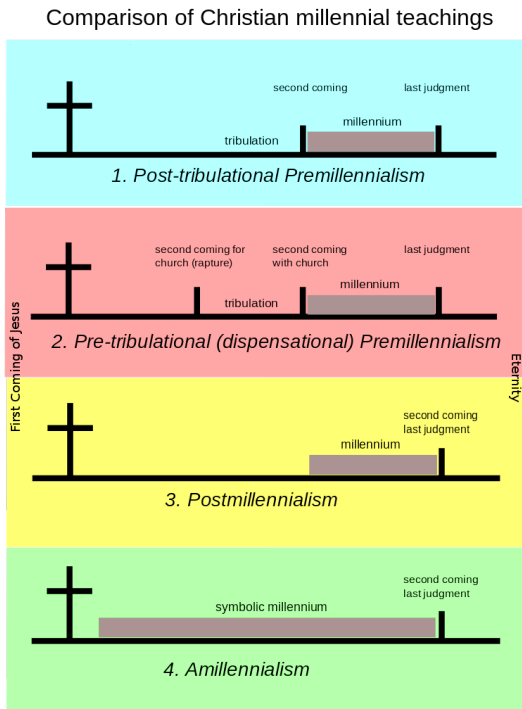 Comparison of Christian millennial teachings
second coming
last judgment
millennium
tribulation
1. Post-tribulational Premillennialism
second coming for
church (rapture)
second coming
with church
last judgment
millennium
tribulation
2. Pre-tribulational (dispensational) Premillennialism
First Coming of Jesus
Eternity
second coming
last judgment
millennium
3. Postmillennialism
second coming
last judgment
symbolic millennium
4. Amillennialism